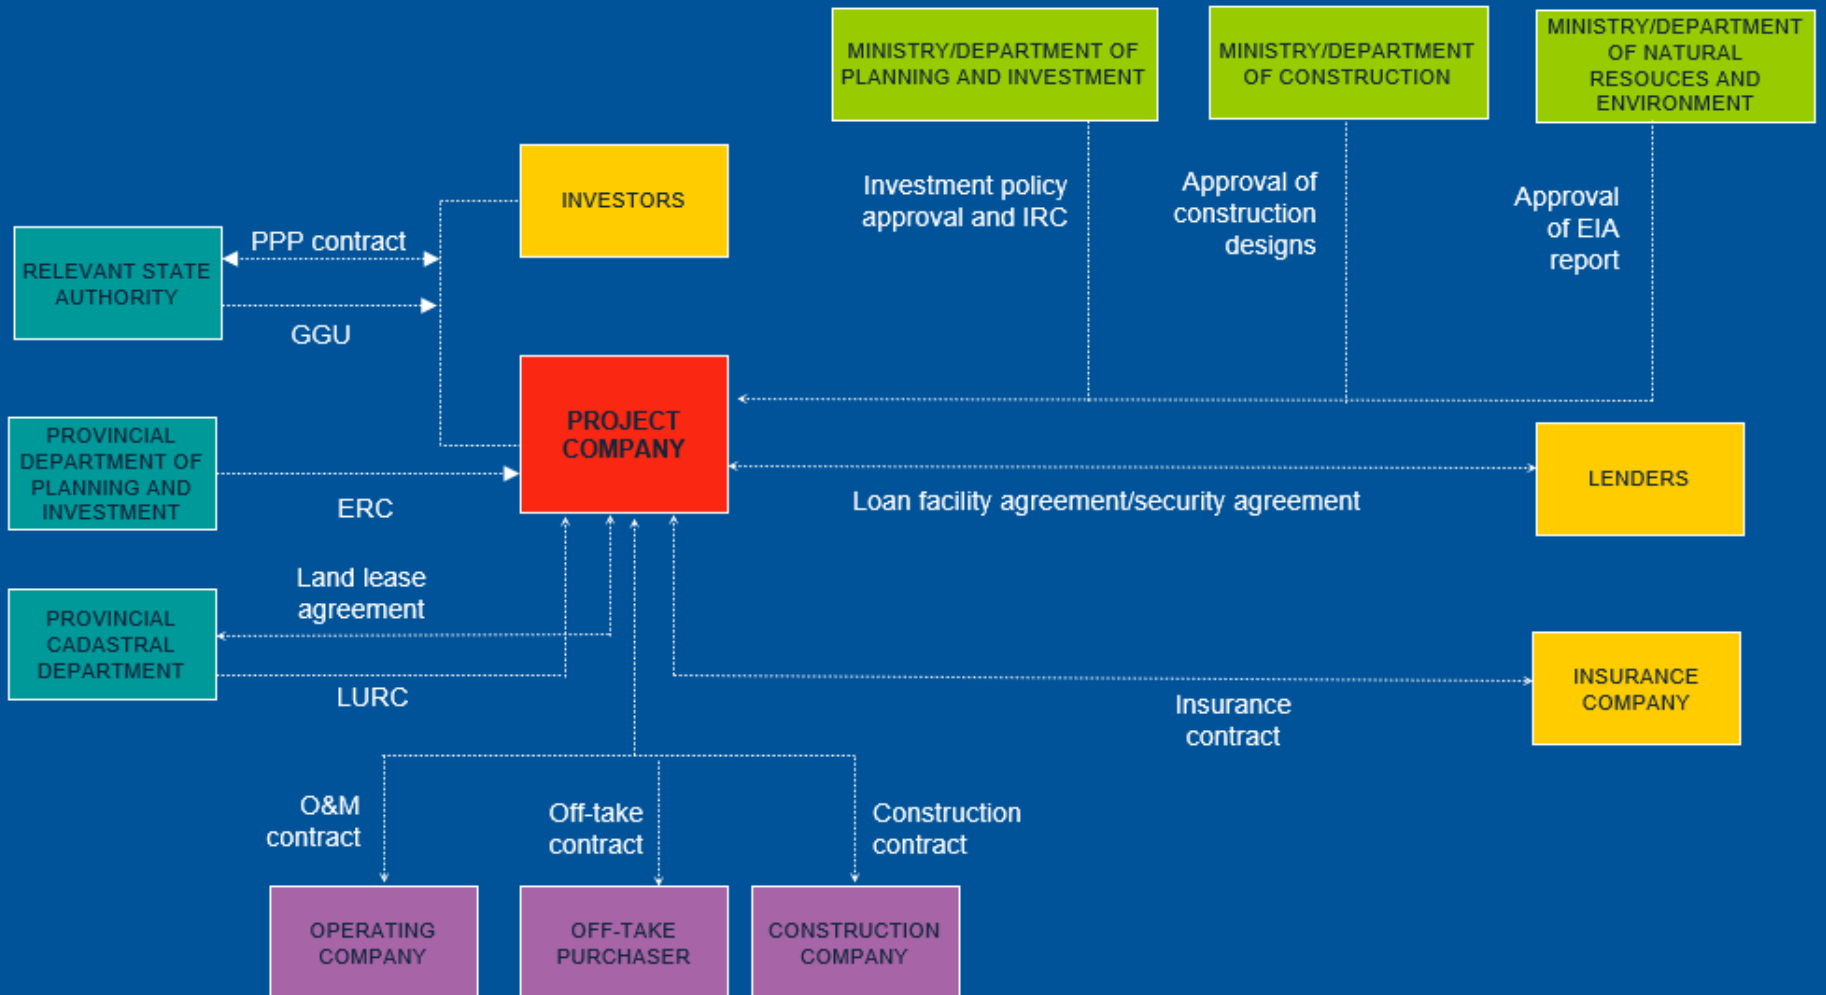 MINISTRY/DEPARTMENT OF
PLANNING AND INVESTMENT
MINISTRY/DEPARTMENT
OF CONSTRUCTION
MINISTRY/DEPARTMENT
OF NATURAL
RESOUCES AND
ENVIRONMENT
Investment policy
approval and IRC
Approval of
construction
designs
Approval
of EIA
report
INVESTORS
RELEVANT STATE
AUTHORITY
PPP contract
GGU
PROJECT
COMPANY
PROVINCIAL
DEPARTMENT OF
PLANNING AND
INVESTMENT
ERC
LENDERS
Loan facility agreement/security agreement
Land lease
agreement
PROVINCIAL
CADASTRAL
DEPARTMENT
LURC
INSURANCE
COMPANY
Insurance
contract
O&M
contract
Off-take
contract
Construction
contract
OPERATING
COMPANY
OFF-TAKE
PURCHASER
CONSTRUCTION
COMPANY